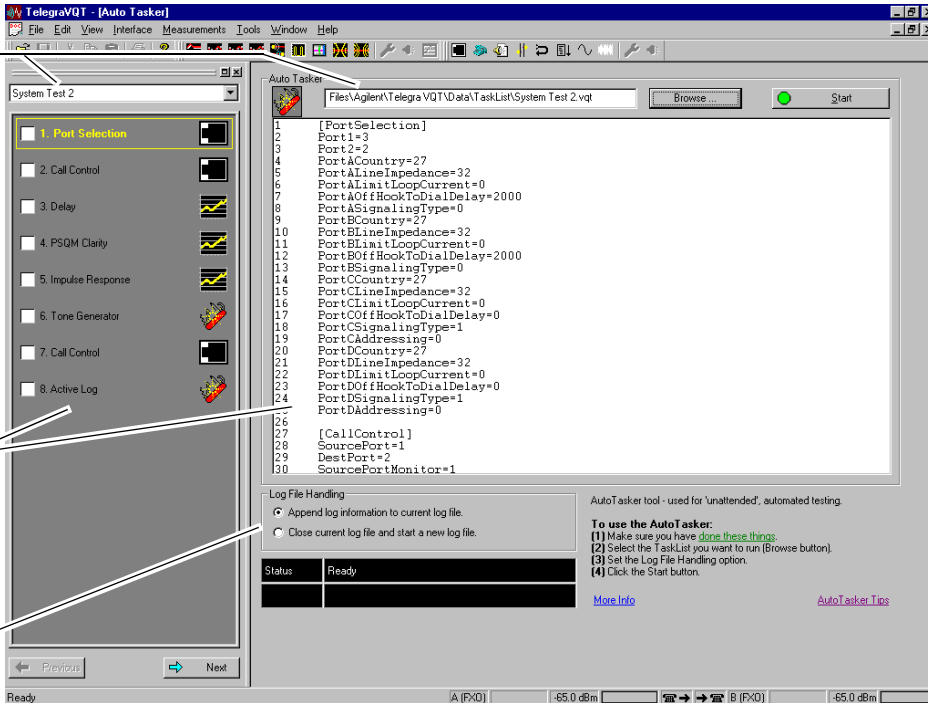 TelegraVQT - [Auto Tasker]
File Edit View Interface Measurements Tools Window Help
System Test 2
1. Port Selection
2. Call Control
3. Delay
4. PSQM Clarity
5. Impulse Response
6. Tone Generator
7. Call Control
8. Active Log
Previous
Next
Auto Tasker
Files\Agilent\Telegra VQT\Data\TaskList\System Test 2.vqt
Browse ...
Start
1 [PortSelection]
2 Port1=3
3 Port2=2
4 PortACountry=27
5 PortALineImpedance=32
6 PortALimitLoopCurrent=0
7 PortAOffHookToDialDelay=2000
8 PortASignalingType=0
9 PortBCountry=27
10 PortBLineImpedance=32
11 PortBLimitLoopCurrent=0
12 PortBOffHookToDialDelay=2000
13 PortBSignalingType=0
14 PortCCountry=27
15 PortCLineImpedance=32
16 PortCLimitLoopCurrent=0
17 PortCOffHookToDialDelay=0
18 PortCSignalingType=1
19 PortCAddressing=0
20 PortDCountry=27
21 PortDLineImpedance=32
22 PortDLimitLoopCurrent=0
23 PortDOffHookToDialDelay=0
24 PortDSignalingType=1
PortDAddressing=0
26
27 [CallControl]
28 SourcePort=1
29 DestPort=2
30 SourcePortMonitor=1
Log File Handling
Append log information to current log file.
Close current log file and start a new log file.
Status Ready
AutoTasker tool - used for 'unattended', automated testing.
To use the AutoTasker:
(1) Make sure you have done these things.
(2) Select the TaskList you want to run (Browse button).
(3) Set the Log File Handling option.
(4) Click the Start button.
More Info
AutoTasker Tips
Ready
A (FXO)
-65.0 dBm
B (FXO)
-65.0 dBm